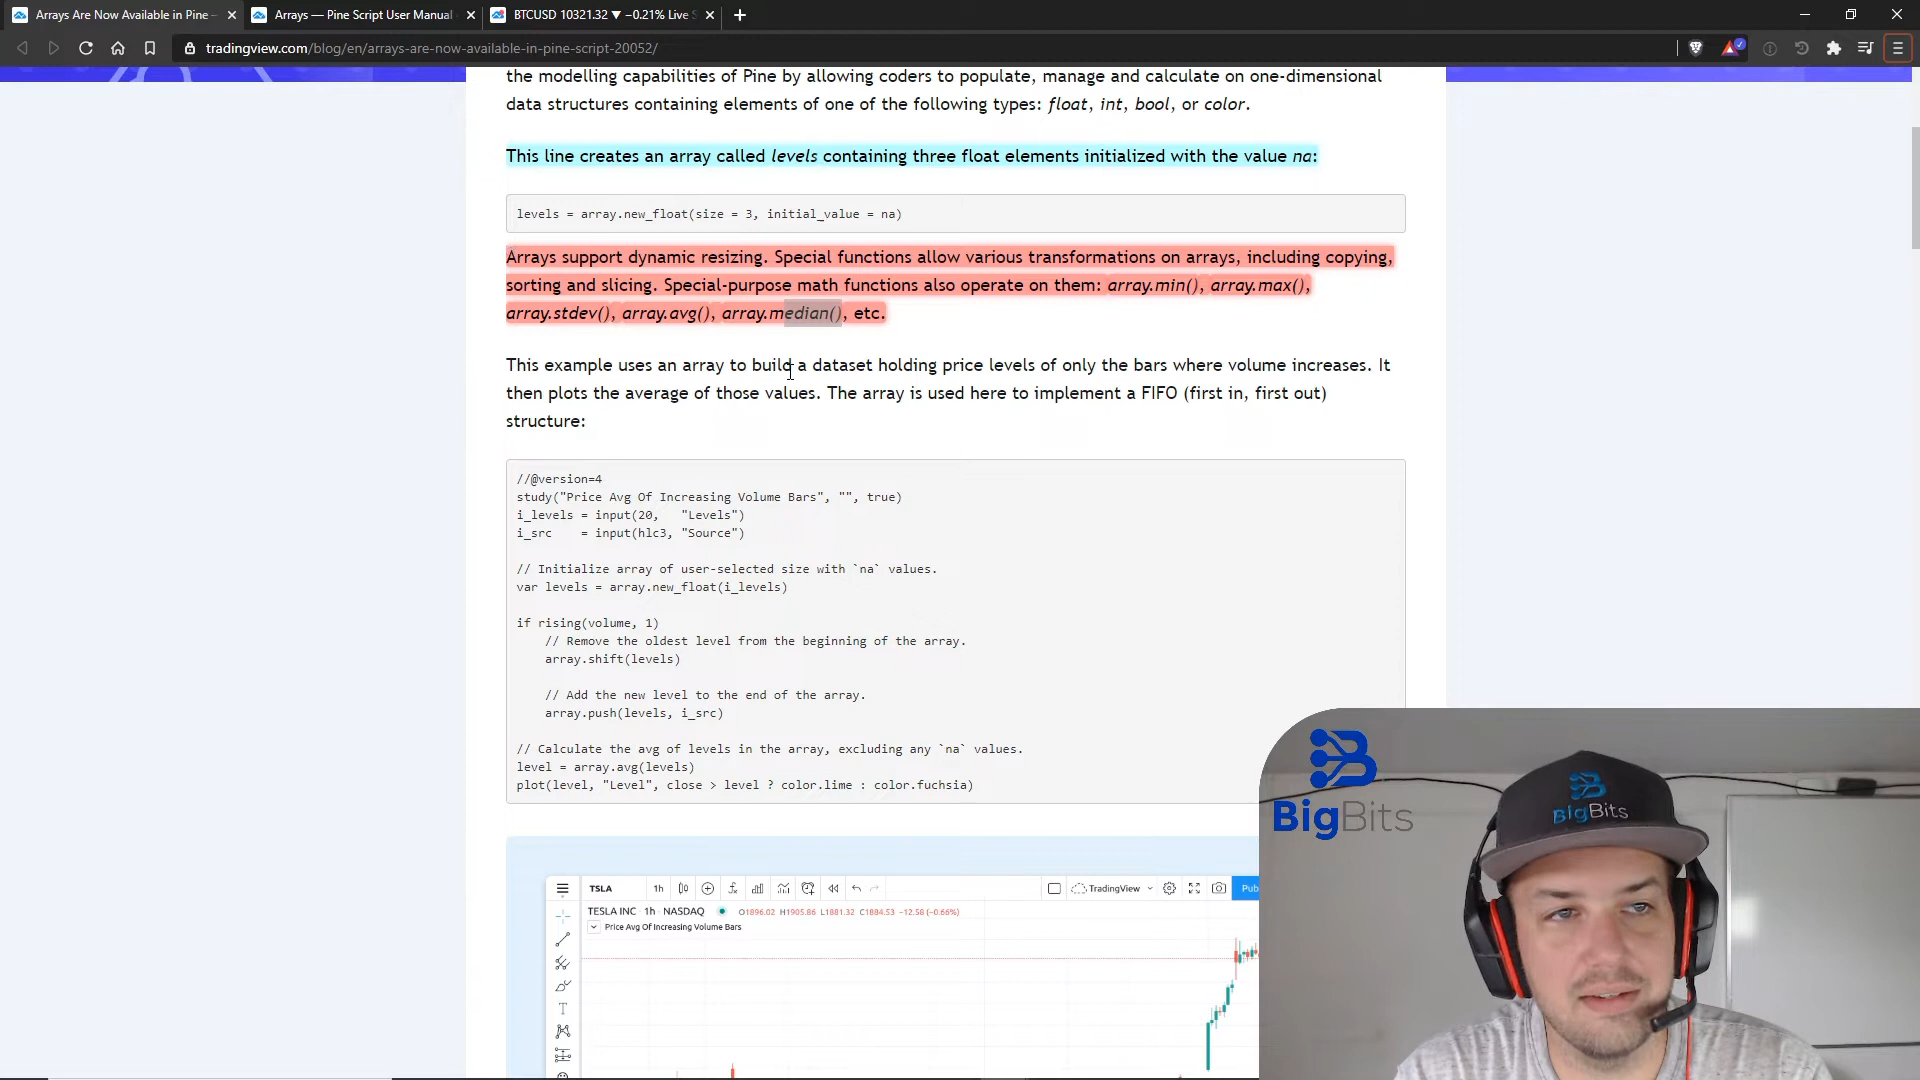 Arrays Are Now Available in Pine –
Arrays — Pine Script User Manual
BTCUSD 10321.32 ▼ −0.21% Live S
tradingview.com/blog/en/arrays-are-now-available-in-pine-script-20052/
the modelling capabilities of Pine by allowing coders to populate, manage and calculate on one-dimensional
data structures containing elements of one of the following types: float, int, bool, or color.
This line creates an array called levels containing three float elements initialized with the value na:
levels = array.new_float(size = 3, initial_value = na)
Arrays support dynamic resizing. Special functions allow various transformations on arrays, including copying,
sorting and slicing. Special-purpose math functions also operate on them: array.min(), array.max(),
array.stdev(), array.avg(), array.median(), etc.
This example uses an array to build a dataset holding price levels of only the bars where volume increases. It
then plots the average of those values. The array is used here to implement a FIFO (first in, first out)
structure:
//@version=4
study("Price Avg Of Increasing Volume Bars", "", true)
i_levels = input(20,   "Levels")
i_src    = input(hlc3, "Source")
// Initialize array of user-selected size with `na` values.
var levels = array.new_float(i_levels)
if rising(volume, 1)
    // Remove the oldest level from the beginning of the array.
    array.shift(levels)
    // Add the new level to the end of the array.
    array.push(levels, i_src)
// Calculate the avg of levels in the array, excluding any `na` values.
level = array.avg(levels)
plot(level, "Level", close > level ? color.lime : color.fuchsia)
BigBits
BigBits
TSLA 1h TradingView Pub
TESLA INC · 1h · NASDAQ O1896.02 H1905.86 L1881.32 C1884.53 −12.58 (−0.66%)
Price Avg Of Increasing Volume Bars